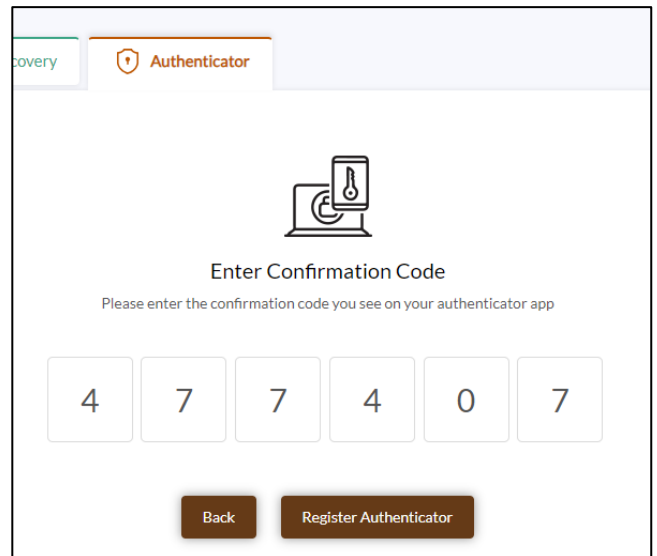 covery
Authenticator
Enter Confirmation Code
Please enter the confirmation code you see on your authenticator app
4 7 7 4 0 7
Back Register Authenticator